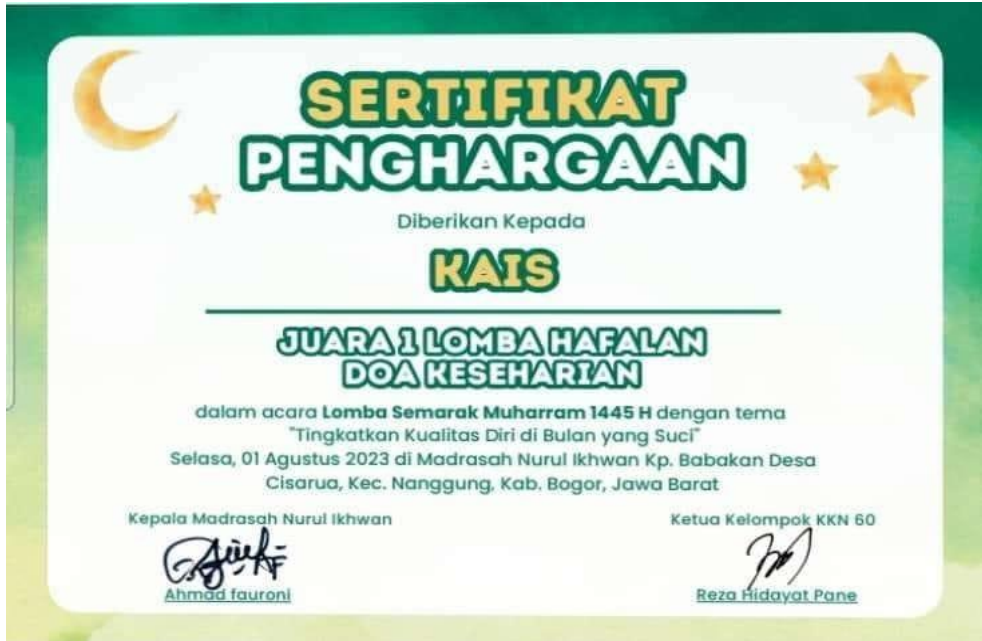 SERTIFIKAT
PENGHARGAAN
Diberikan Kepada
KAIS
JUARA 1 LOMBA HAFALAN
DOA KESEHARIAN
dalam acara Lomba Semarak Muharram 1445 H dengan tema
"Tingkatkan Kualitas Diri di Bulan yang Suci"
Selasa, 01 Agustus 2023 di Madrasah Nurul Ikhwan Kp. Babakan Desa
Cisarua, Kec. Nanggung, Kab. Bogor, Jawa Barat
Kepala Madrasah Nurul Ikhwan
Ketua Kelompok KKN 60
Ahmad fauroni
Reza Hidayat Pane